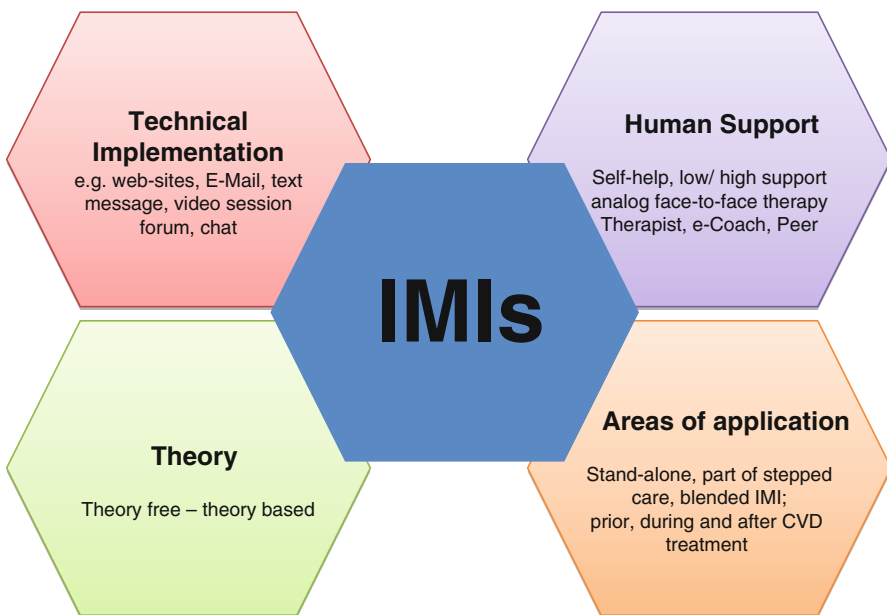 Technical
Implementation
e.g. web-sites, E-Mail, text
message, video session
forum, chat
Human Support
Self-help, low/ high support
analog face-to-face therapy
Therapist, e-Coach, Peer
IMIs
Theory
Theory free – theory based
Areas of application
Stand-alone, part of stepped
care, blended IMI;
prior, during and after CVD
treatment